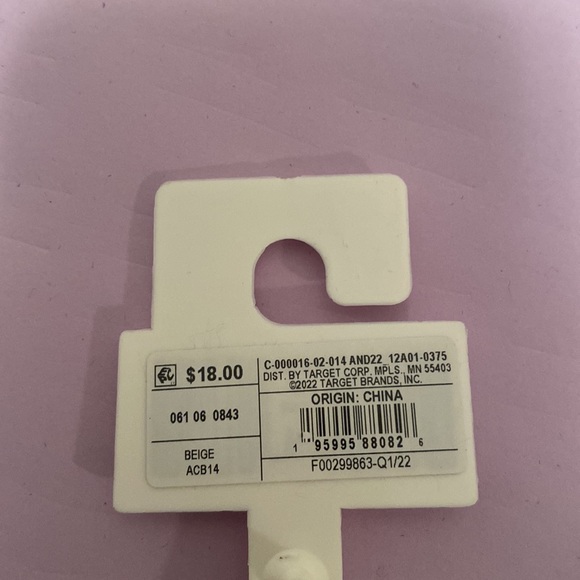 $18.00
061 06 0843
BEIGE
ACB14
C-000016-02-014 AND22 12A01-0375
DIST. BY TARGET CORP. MPLS., MN 55403
©2022 TARGET BRANDS, INC.
ORIGIN: CHINA
1 95995 88082 6
F00299863-Q1/22